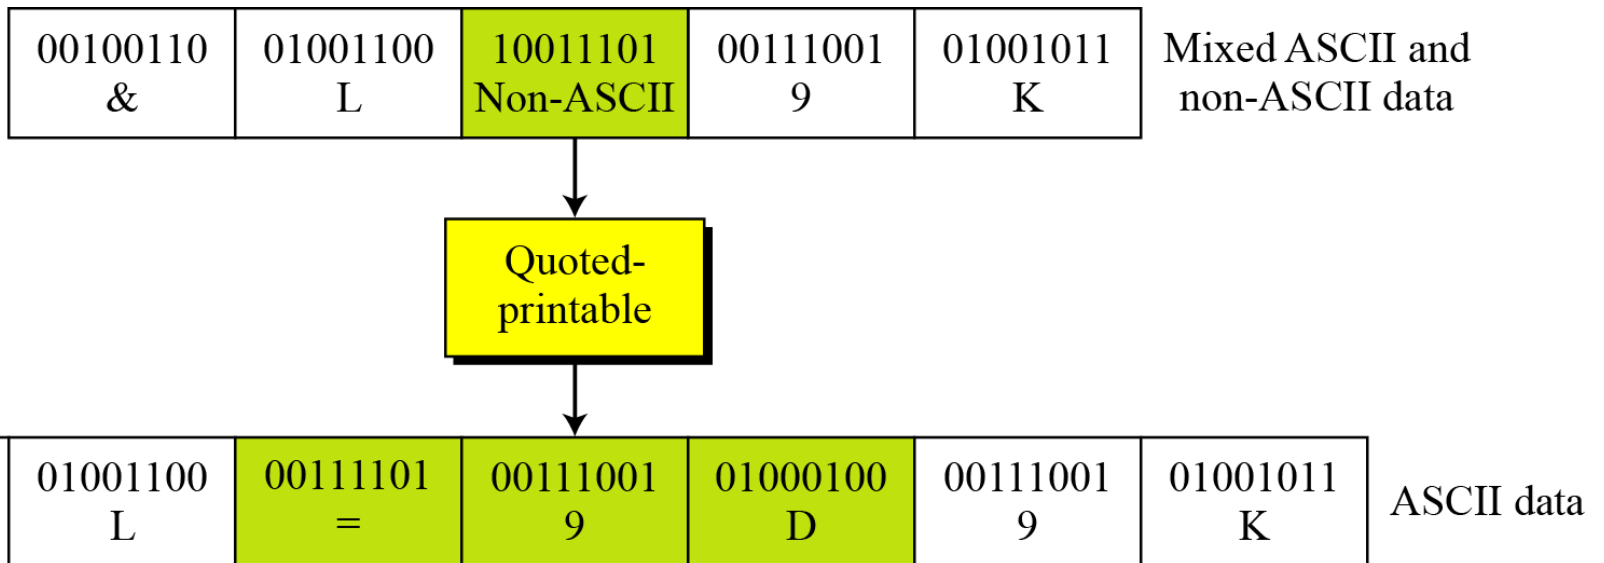 00100110 01001100 10011101 00111001 01001011 Mixed ASCII and
& L Non-ASCII 9 K non-ASCII data
Quoted-
printable
01001100 00111101 00111001 01000100 00111001 01001011
L = 9 D 9 K
ASCII data